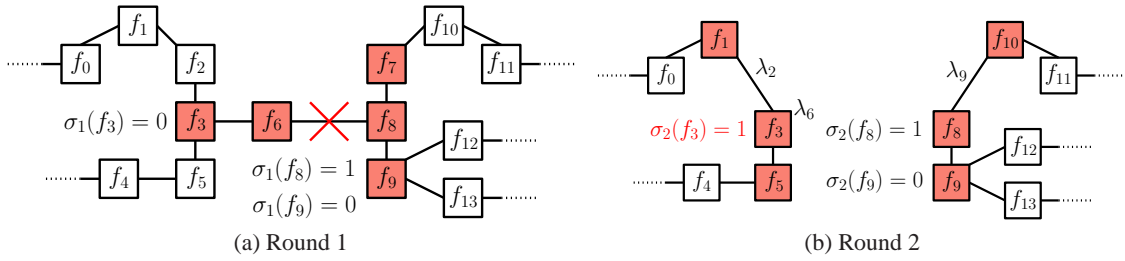 f1
f10
f0
f2
f7
f11
σ1(f3) = 0
f3
f6
f8
f12
f4
f5
σ1(f8) = 1
f9
σ1(f9) = 0
f13
(a) Round 1
f1
f10
f0
λ2
λ9
f11
λ6
σ2(f3) = 1
f3
σ2(f8) = 1
f8
f12
f4
f5
σ2(f9) = 0
f9
f13
(b) Round 2